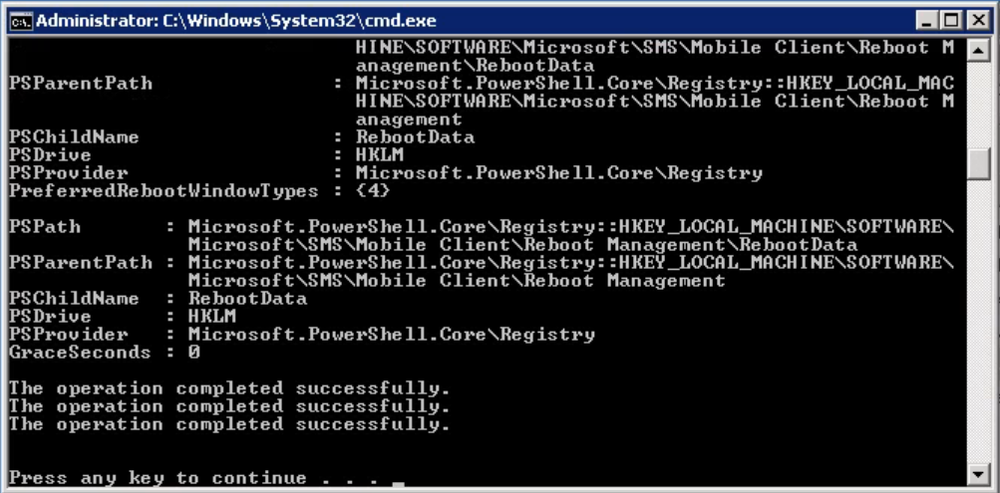 Administrator: C:\Windows\System32\cmd.exe
HINE\SOFTWARE\Microsoft\SMS\Mobile Client\Reboot M
anagement\RebootData
PSParentPath : Microsoft.PowerShell.Core\Registry::HKEY_LOCAL_MAC
HINE\SOFTWARE\Microsoft\SMS\Mobile Client\Reboot M
anagement
PSChildName : RebootData
PSDrive : HKLM
PSProvider : Microsoft.PowerShell.Core\Registry
PreferredRebootWindowTypes : {4}
PSPath : Microsoft.PowerShell.Core\Registry::HKEY_LOCAL_MACHINE\SOFTWARE\
Microsoft\SMS\Mobile Client\Reboot Management\RebootData
PSParentPath : Microsoft.PowerShell.Core\Registry::HKEY_LOCAL_MACHINE\SOFTWARE\
Microsoft\SMS\Mobile Client\Reboot Management
PSChildName : RebootData
PSDrive : HKLM
PSProvider : Microsoft.PowerShell.Core\Registry
GraceSeconds : 0
The operation completed successfully.
The operation completed successfully.
The operation completed successfully.
Press any key to continue . . . _